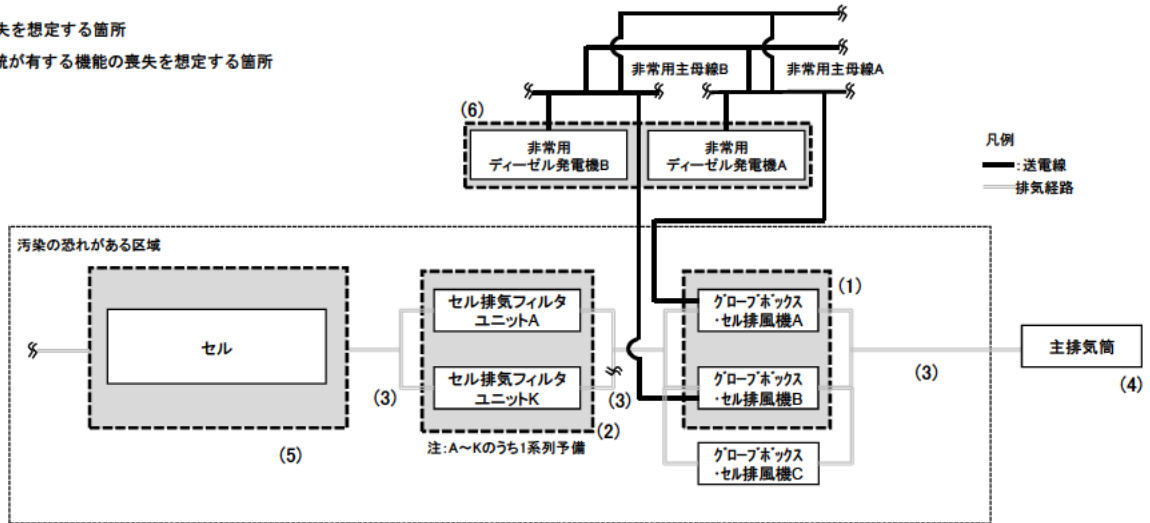 失を想定する箇所
統が有する機能の喪失を想定する箇所
非常用主母線B
非常用主母線A
(6)
非常用
ディーゼル発電機B
非常用
ディーゼル発電機A
凡例
:送電線
排気経路
汚染の恐れがある区域
セル
(5)
(3)
セル排気フィルタ
ユニットA
セル排気フィルタ
ユニットK
(2)
注:A～Kのうち1系列予備
(3)
(1)
グローブボックス
・セル排風機A
グローブボックス
・セル排風機B
グローブボックス
・セル排風機C
(3)
主排気筒
(4)